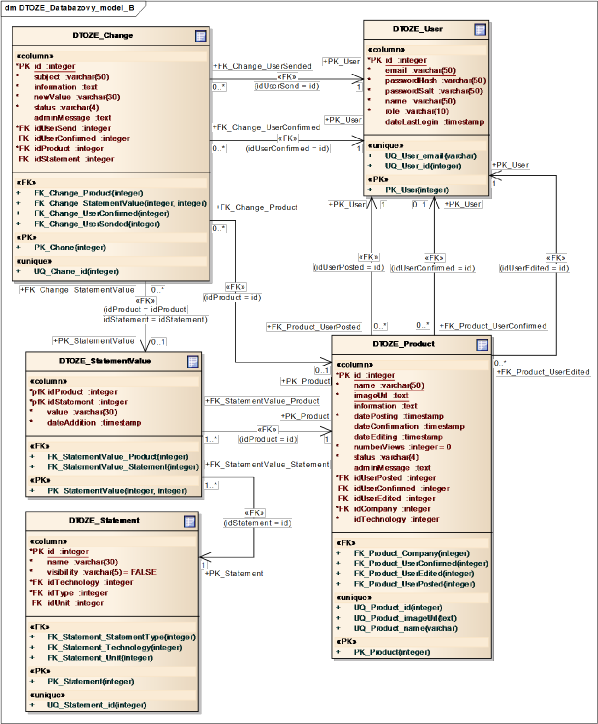 dm DTOZE_Databazovy_model_B
DTOZE_Change
«column»
*PK id :integer
* subject :varchar(50)
* information :text
* newValue :varchar(30)
* status :varchar(4)
adminMessage :text
*FK idUserSend :integer
*FK idUserConfirmed :integer
*FK idProduct :integer
FK idStatement :integer
«FK»
+ FK_Change_Product(integer)
+ FK_Change_StatementValue(integer, integer)
+ FK_Change_UserConfirmed(integer)
+ FK_Change_UserSended(integer)
«PK»
+ PK_Chane(integer)
«unique»
+ UQ_Chane_id(integer)
+FK_Change_UserSended
+PK_User
«FK»
0..*
(idUserSend = id)
1
+FK_Change_UserConfirmed
+PK_User
«FK»
0..*
(idUserConfirmed = id)
1
DTOZE_User
«column»
*PK id :integer
* email :varchar(50)
* passwordHash :varchar(50)
* passwordSalt :varchar(50)
* name :varchar(50)
* role :varchar(10)
dateLastLogin :timestamp
«unique»
+ UQ_User_email(varchar)
+ UQ_User_id(integer)
«PK»
+ PK_User(integer)
+PK_User
1
+FK_Change_Product
0..*
+PK_User
1
0..1
+PK_User
«FK»
(idUserPosted = id)
«FK»
(idUserConfirmed = id)
«FK»
(idUserEdited = id)
«FK»
(idProduct = id)
+FK_Change_StatementValue
0..*
«FK»
(idProduct = idProduct
idStatement = idStatement)
+PK_StatementValue
0..1
+FK_Product_UserPosted
0..*
0..*
+FK_Product_UserConfirmed
0..*
+FK_Product_UserEdited
0..1
+PK_Product
DTOZE_StatementValue
«column»
*pfK idProduct :integer
*pfK idStatement :integer
* value :varchar(30)
* dateAddition :timestamp
«FK»
+ FK_StatementValue_Product(integer)
+ FK_StatementValue_Statement(integer)
«PK»
+ PK_StatementValue(integer, integer)
+FK_StatementValue_Product
+PK_Product
«FK»
1..*
(idProduct = id)
1
+FK_StatementValue_Statement
1..*
«FK»
(idStatement = id)
1
+PK_Statement
DTOZE_Product
«column»
*PK id :integer
* name :varchar(50)
* imageUrl :text
information :text
* datePosting :timestamp
dateConfirmation :timestamp
dateEditing :timestamp
* numberViews :integer = 0
* status :varchar(4)
adminMessage :text
*FK idUserPosted :integer
FK idUserConfirmed :integer
FK idUserEdited :integer
*FK idCompany :integer
* idTechnology :integer
«FK»
+ FK_Product_Company(integer)
+ FK_Product_UserConfirmed(integer)
+ FK_Product_UserEdited(integer)
+ FK_Product_UserPosted(integer)
«unique»
+ UQ_Product_id(integer)
+ UQ_Product_imageUrl(text)
+ UQ_Product_name(varchar)
«PK»
+ PK_Product(integer)
DTOZE_Statement
«column»
*PK id :integer
* name :varchar(30)
* visibility :varchar(5) = FALSE
*FK idTechnology :integer
*FK idType :integer
FK idUnit :integer
«FK»
+ FK_Statement_StatementType(integer)
+ FK_Statement_Technology(integer)
+ FK_Statement_Unit(integer)
«PK»
+ PK_Statement(integer)
«unique»
+ UQ_Statement_id(integer)